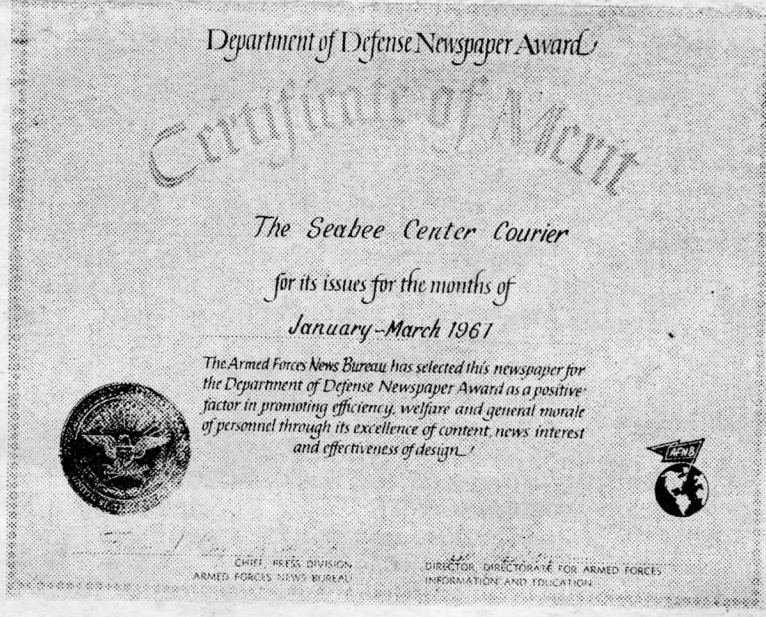 Department of Defense Newspaper Award
Certificate of Merit
The Seabee Center Courier
for its issues for the months of
January-March 1967
The Armed Forces News Bureau has selected this newspaper for
the Department of Defense Newspaper Award as a positive
factor in promoting efficiency, welfare and general morale
of personnel through its excellence of content, news interest
and effectiveness of design
AFNB
CHIEF PRESS DIVISION
ARMED FORCES NEWS BUREAU
DIRECTOR, DIRECTORATE FOR ARMED FORCES
INFORMATION AND EDUCATION